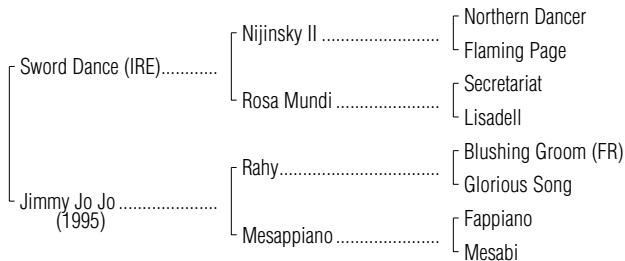 Northern Dancer
Nijinsky II ........................
Flaming Page
Sword Dance (IRE)............
Secretariat
Rosa Mundi .....................
Lisadell
Blushing Groom (FR)
Rahy................................
Glorious Song
Jimmy Jo Jo ....................
(1995)
Fappiano
Mesappiano .....................
Mesabi